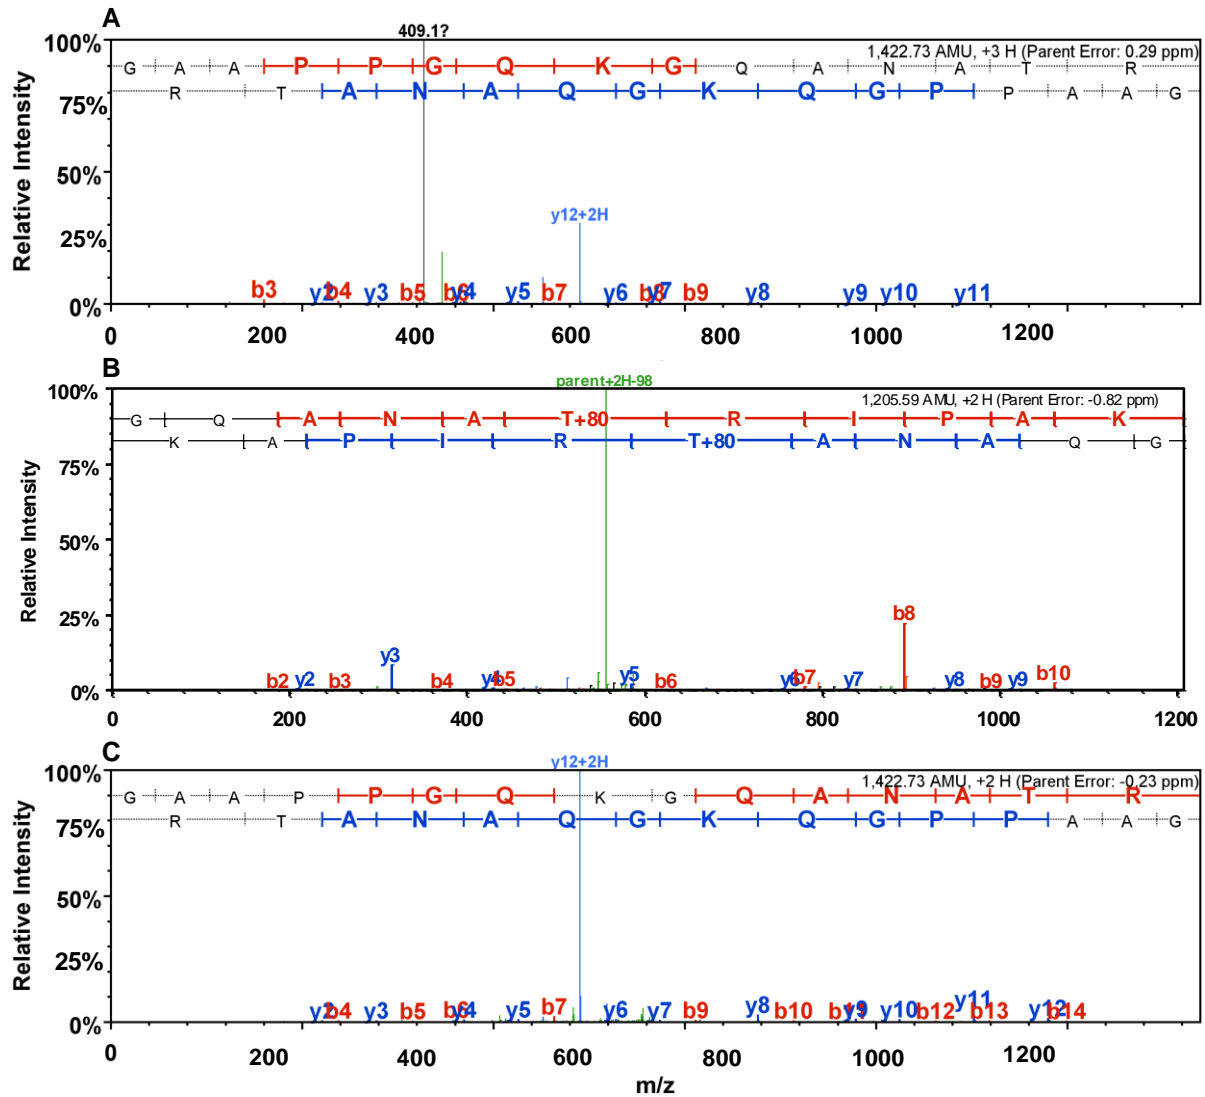 A
409.1?
100%
1,422.73 AMU, +3 H (Parent Error: 0.29 ppm)
G A A P P G Q K G Q A N A T R
R T A N A Q G K Q G P P A A G
75%
50%
y12+2H
25%
b3 y2 b4 y3 b5 b6 y4 y5 b7 y6 b8 y7 b9 y8 y9 y10 y11
0%
0 200 400 600 800 1000 1200
Relative Intensity
B
parent+2H-98
100%
1,205.59 AMU, +2 H (Parent Error: -0.82 ppm)
G Q A N A T+80 R I P A K
K A P I R T+80 A N A Q G
75%
50%
25%
b8
y3
b2 y2 b3 b4 y4 b5 y5 b6 y6 b7 y7 y8 b9 y9 b10
0%
0 200 400 600 800 1000 1200
Relative Intensity
C
y12+2H
100%
1,422.73 AMU, +2 H (Parent Error: -0.23 ppm)
G A A P P G Q K G Q A N A T R
R T A N A Q G K Q G P P A A G
75%
50%
25%
y2 b4 y3 b5 b6 y4 y5 b7 y6 y7 b9 y8 b10 b11 y9 y10 b12 y11 b13 y12 b14
0%
0 200 400 600 800 1000 1200
Relative Intensity
m/z